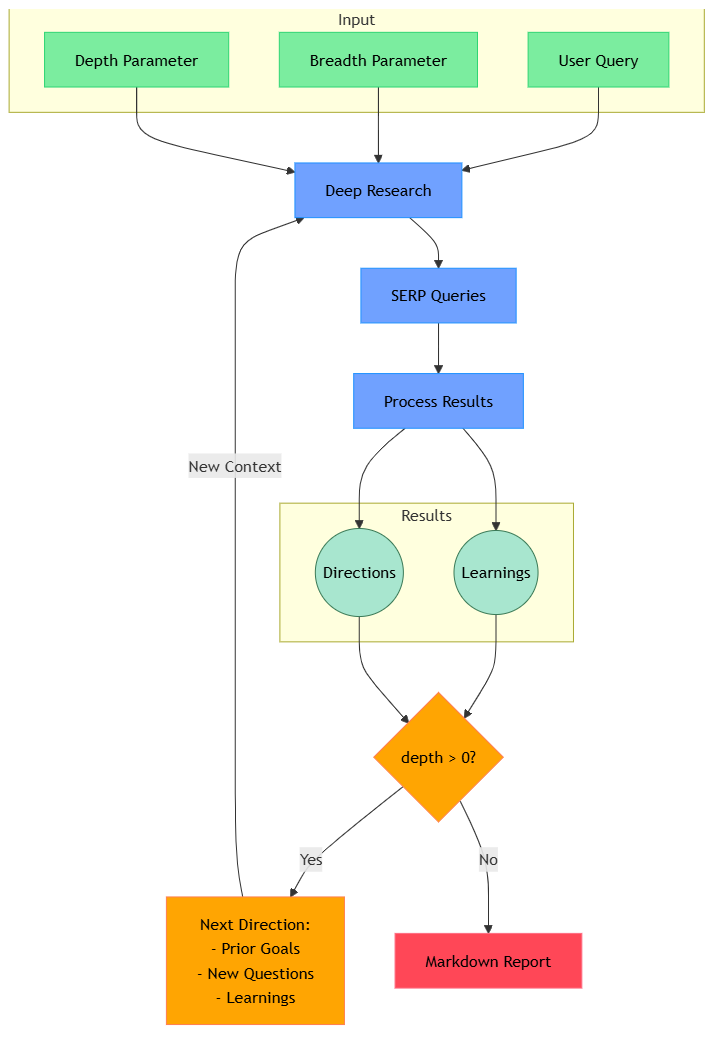 Input
Depth Parameter
Breadth Parameter
User Query
Deep Research
SERP Queries
Process Results
New Context
Results
Directions
Learnings
depth > 0?
Yes
No
Next Direction:
- Prior Goals
- New Questions
- Learnings
Markdown Report